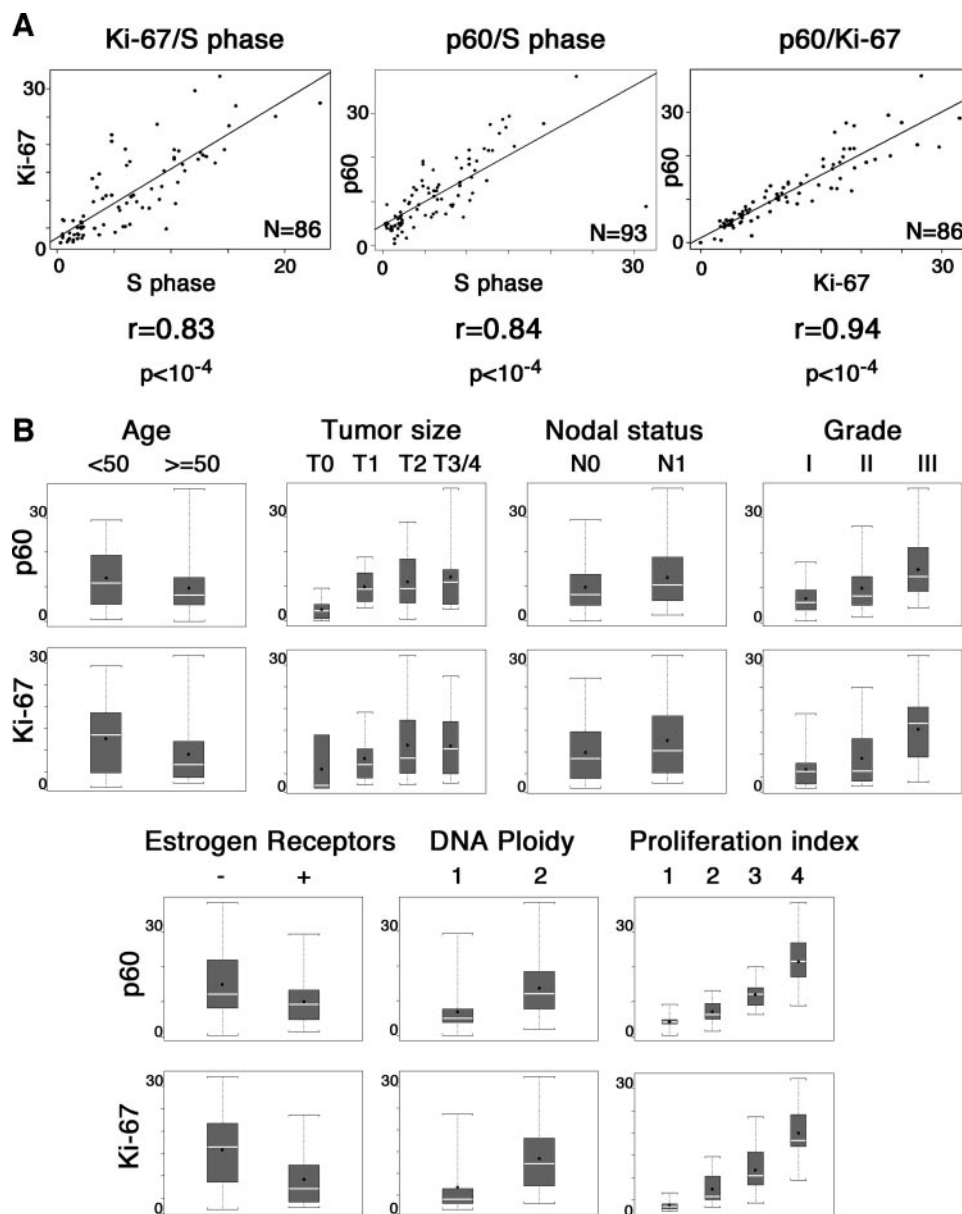 A
Ki-67/S phase p60/S phase p60/Ki-67
30
Ki-67
0
N=86
0 20
S phase
30
p60
0
N=93
0 30
S phase
30
p60
0
N=86
0 30
Ki-67
r=0.83 r=0.84 r=0.94
p<10-4 p<10-4 p<10-4
B
Age Tumor size Nodal status Grade
<50 >=50 T0 T1 T2 T3/4 N0 N1 I II III
p60
30 30 30 30
0 0 0 0
Ki-67
30 30 30 30
0 0 0 0
Estrogen Receptors DNA Ploidy Proliferation index
- + 1 2 1 2 3 4
p60
30 30 30
0 0 0
Ki-67
30 30 30
0 0 0